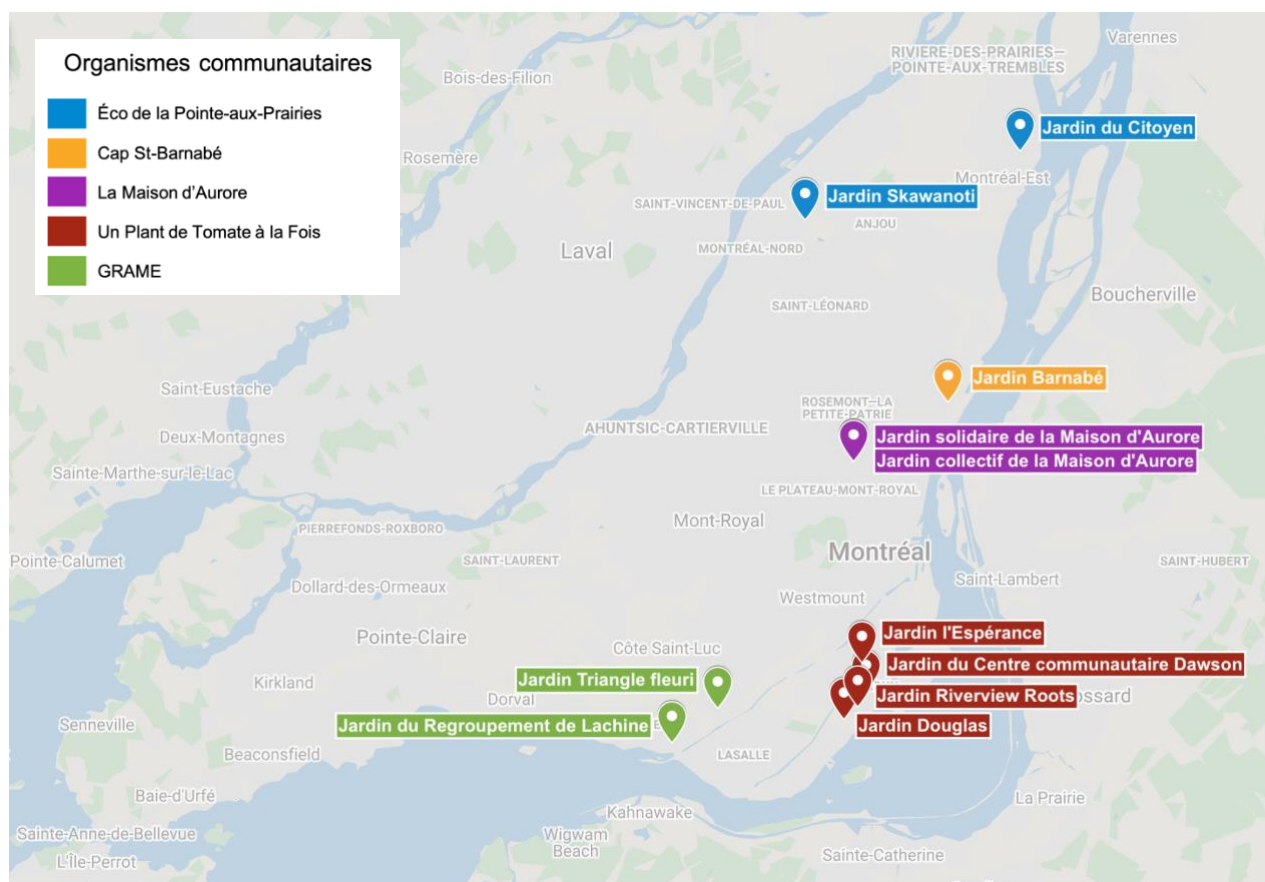 Organismes communautaires
Éco de la Pointe-aux-Prairies
Cap St-Barnabé
La Maison d'Aurore
Un Plant de Tomate à la Fois
GRAME
Varennes
RIVIERE-DES-PRAIRIES—
POINTE-AUX-TREMBLES
Bois-des-Filion
Jardin du Citoyen
Rosemère
Montréal-Est
SAINT-VINCENT-DE-PAUL
Jardin Skawanoti
ANJOU
Laval
MONTRÉAL-NORD
Boucherville
SAINT-LÉONARD
Jardin Barnabé
Saint-Eustache
ROSEMONT—LA
PETITE-PATRIE
AHUNTSIC-CARTIERVILLE
Deux-Montagnes
Jardin solidaire de la Maison d'Aurore
Jardin collectif de la Maison d'Aurore
Sainte-Marthe-sur-le-Lac
LE PLATEAU-MONT-ROYAL
Mont-Royal
PIERREFONDS-ROXBORO
Montréal
Pointe-Calumet
SAINT-LAURENT
SAINT-HUBERT
Saint-Lambert
Dollard-des-Ormeaux
Westmount
Pointe-Claire
Jardin l'Espérance
Côte Saint-Luc
Jardin du Centre communautaire Dawson
Kirkland
Jardin Triangle fleuri
Dorval
Jardin Riverview Roots
ossard
Senneville
Jardin du Regroupement de Lachine
Jardin Douglas
Beaconsfield
LASALLE
Baie-d'Urfé
La Prairie
Kahnawake
Sainte-Anne-de-Bellevue
Wigwam
Beach
L'Île-Perrot
Sainte-Catherine